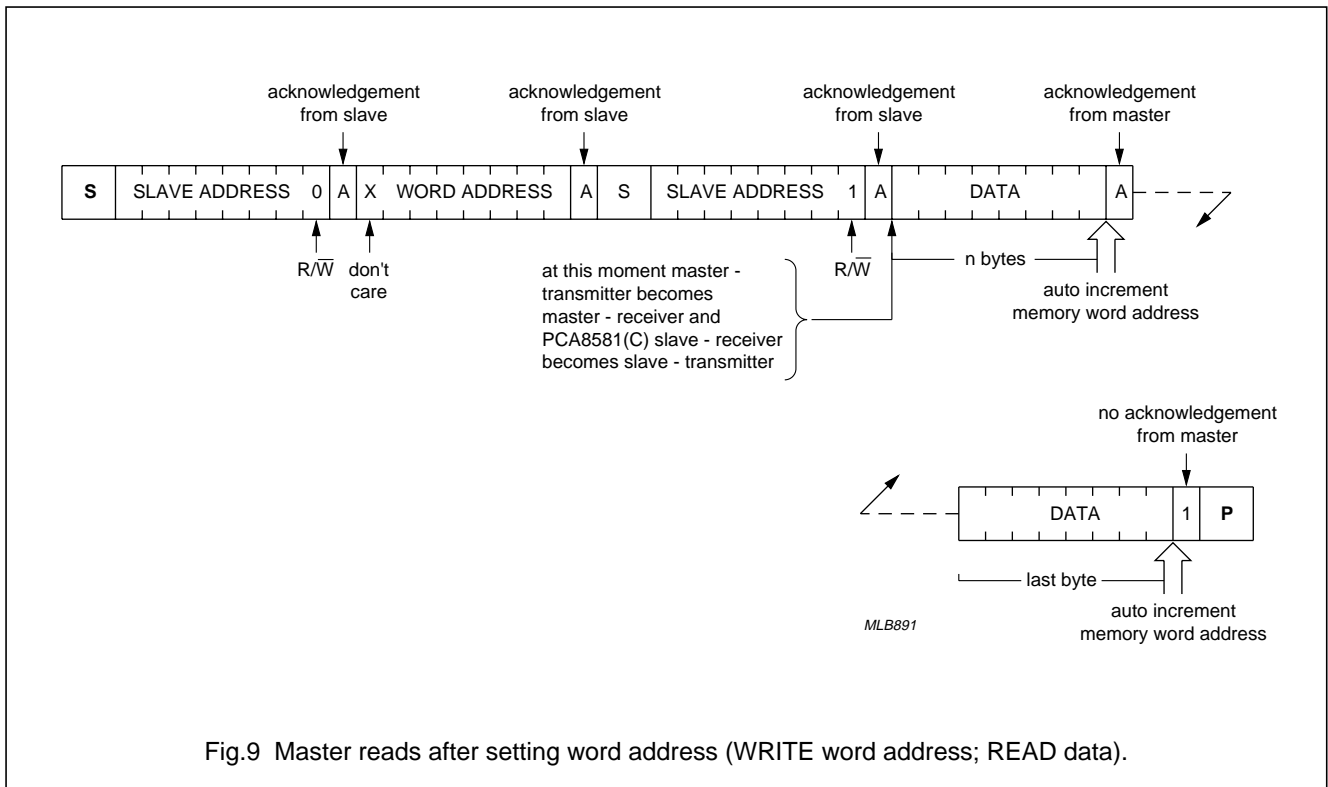 acknowledgement from slave
acknowledgement from slave
acknowledgement from slave
acknowledgement from master
S SLAVE ADDRESS 0 A X WORD ADDRESS A S SLAVE ADDRESS 1 A DATA A
R/W̅
don't care
at this moment master -
transmitter becomes
master - receiver and
PCA8581(C) slave - receiver
becomes slave - transmitter
R/W̅
n bytes
auto increment
memory word address
no acknowledgement
from master
DATA 1 P
last byte
auto increment
memory word address
MLB891
Fig.9 Master reads after setting word address (WRITE word address; READ data).